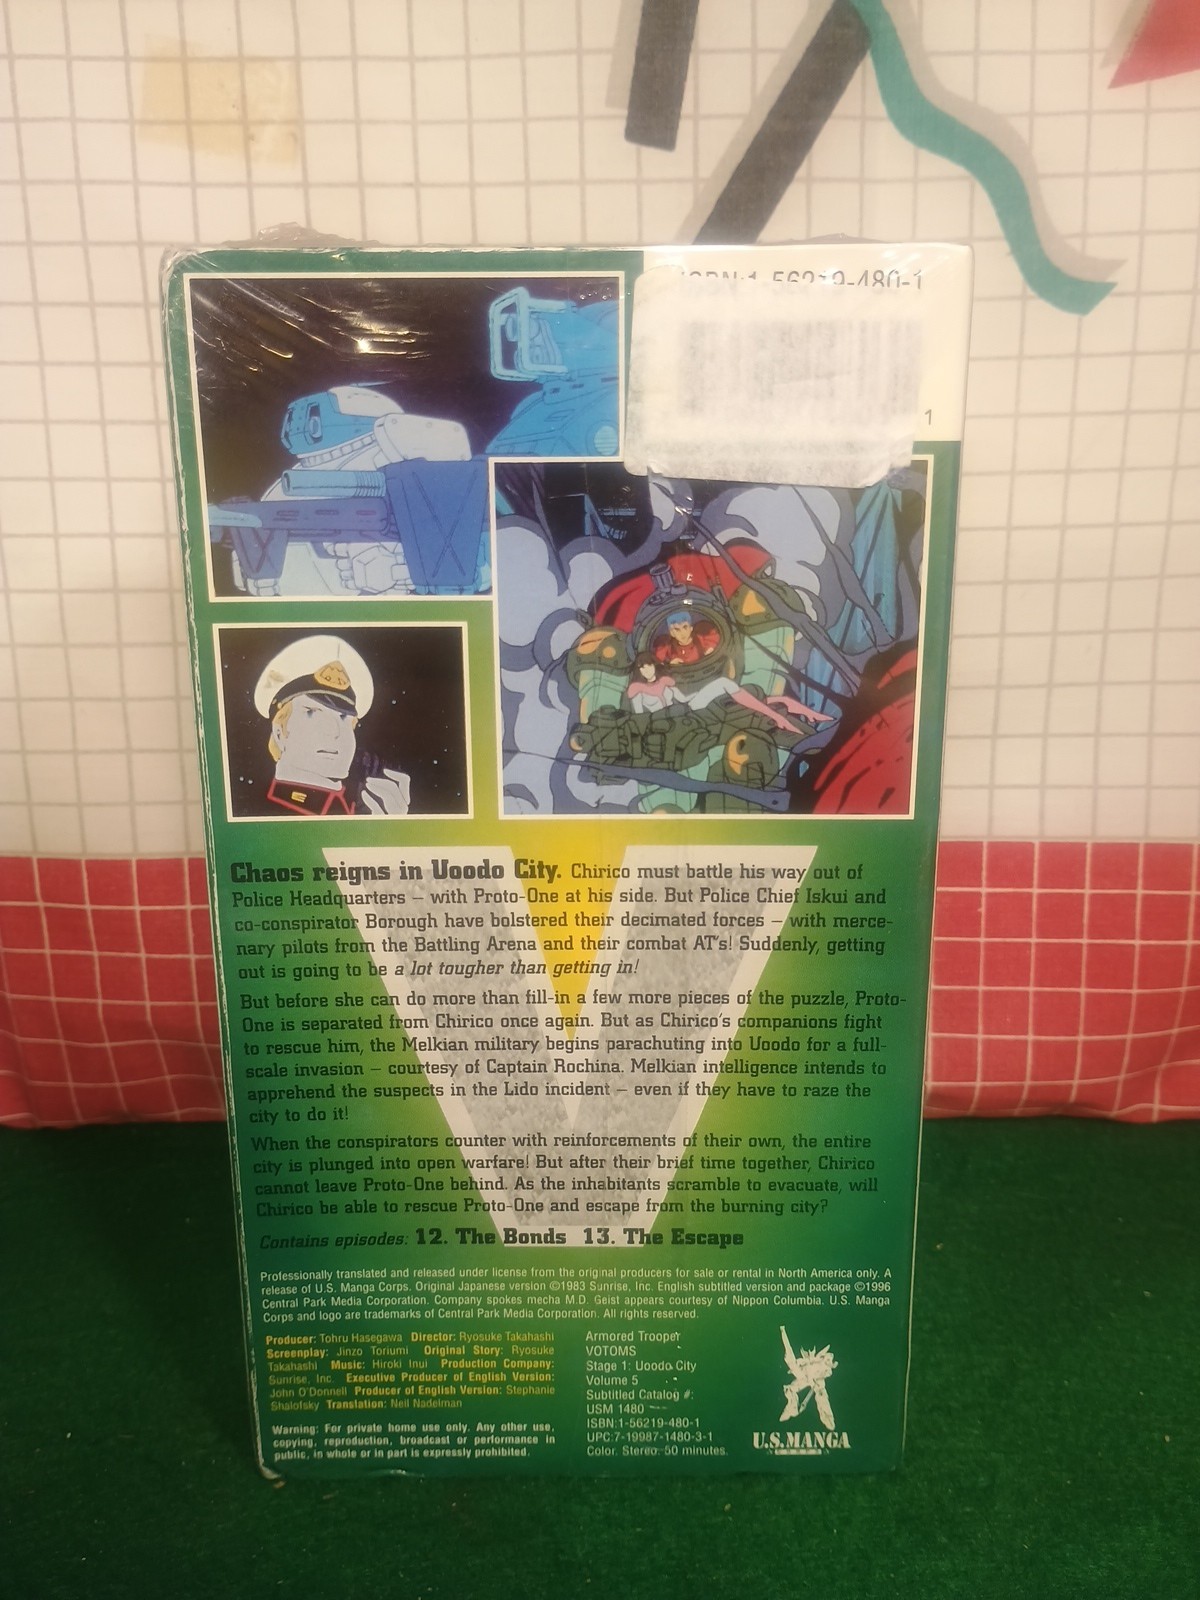 ISBN:1-56219-480-1
1
Chaos reigns in Uoodo City. Chirico must battle his way out of
Police Headquarters – with Proto-One at his side. But Police Chief Iskui and
co-conspirator Borough have bolstered their decimated forces – with merce-
nary pilots from the Battling Arena and their combat AT's! Suddenly, getting
out is going to be a lot tougher than getting in!
But before she can do more than fill-in a few more pieces of the puzzle, Proto-
One is separated from Chirico once again. But as Chirico's companions fight
to rescue him, the Melkian military begins parachuting into Uoodo for a full-
scale invasion – courtesy of Captain Rochina. Melkian intelligence intends to
apprehend the suspects in the Lido incident – even if they have to raze the
city to do it!
When the conspirators counter with reinforcements of their own, the entire
city is plunged into open warfare! But after their brief time together, Chirico
cannot leave Proto-One behind. As the inhabitants scramble to evacuate, will
Chirico be able to rescue Proto-One and escape from the burning city?
Contains episodes: 12. The Bonds 13. The Escape
Professionally translated and released under license from the original producers for sale or rental in North America only. A
release of U.S. Manga Corps. Original Japanese version ©1983 Sunrise, Inc. English subtitled version and package ©1996
Central Park Media Corporation. Company spokes mecha M.D. Geist appears courtesy of Nippon Columbia. U.S. Manga
Corps and logo are trademarks of Central Park Media Corporation. All rights reserved.
Producer: Tohru Hasegawa Director: Ryosuke Takahashi
Screenplay: Jinzo Toriumi Original Story: Ryosuke
Takahashi Music: Hiroki Inui Production Company:
Sunrise, Inc. Executive Producer of English Version:
John O'Donnell Producer of English Version: Stephanie
Shalofsky Translation: Neil Nadelman
Warning: For private home use only. Any other use,
copying, reproduction, broadcast or performance in
public, in whole or in part is expressly prohibited.
Armored Trooper
VOTOMS
Stage 1: Uoodo City
Volume 5
Subtitled Catalog #:
USM 1480
ISBN:1-56219-480-1
UPC:7-19987-1480-3-1
Color. Stereo. 50 minutes.
U.S.MANGA
CORPS